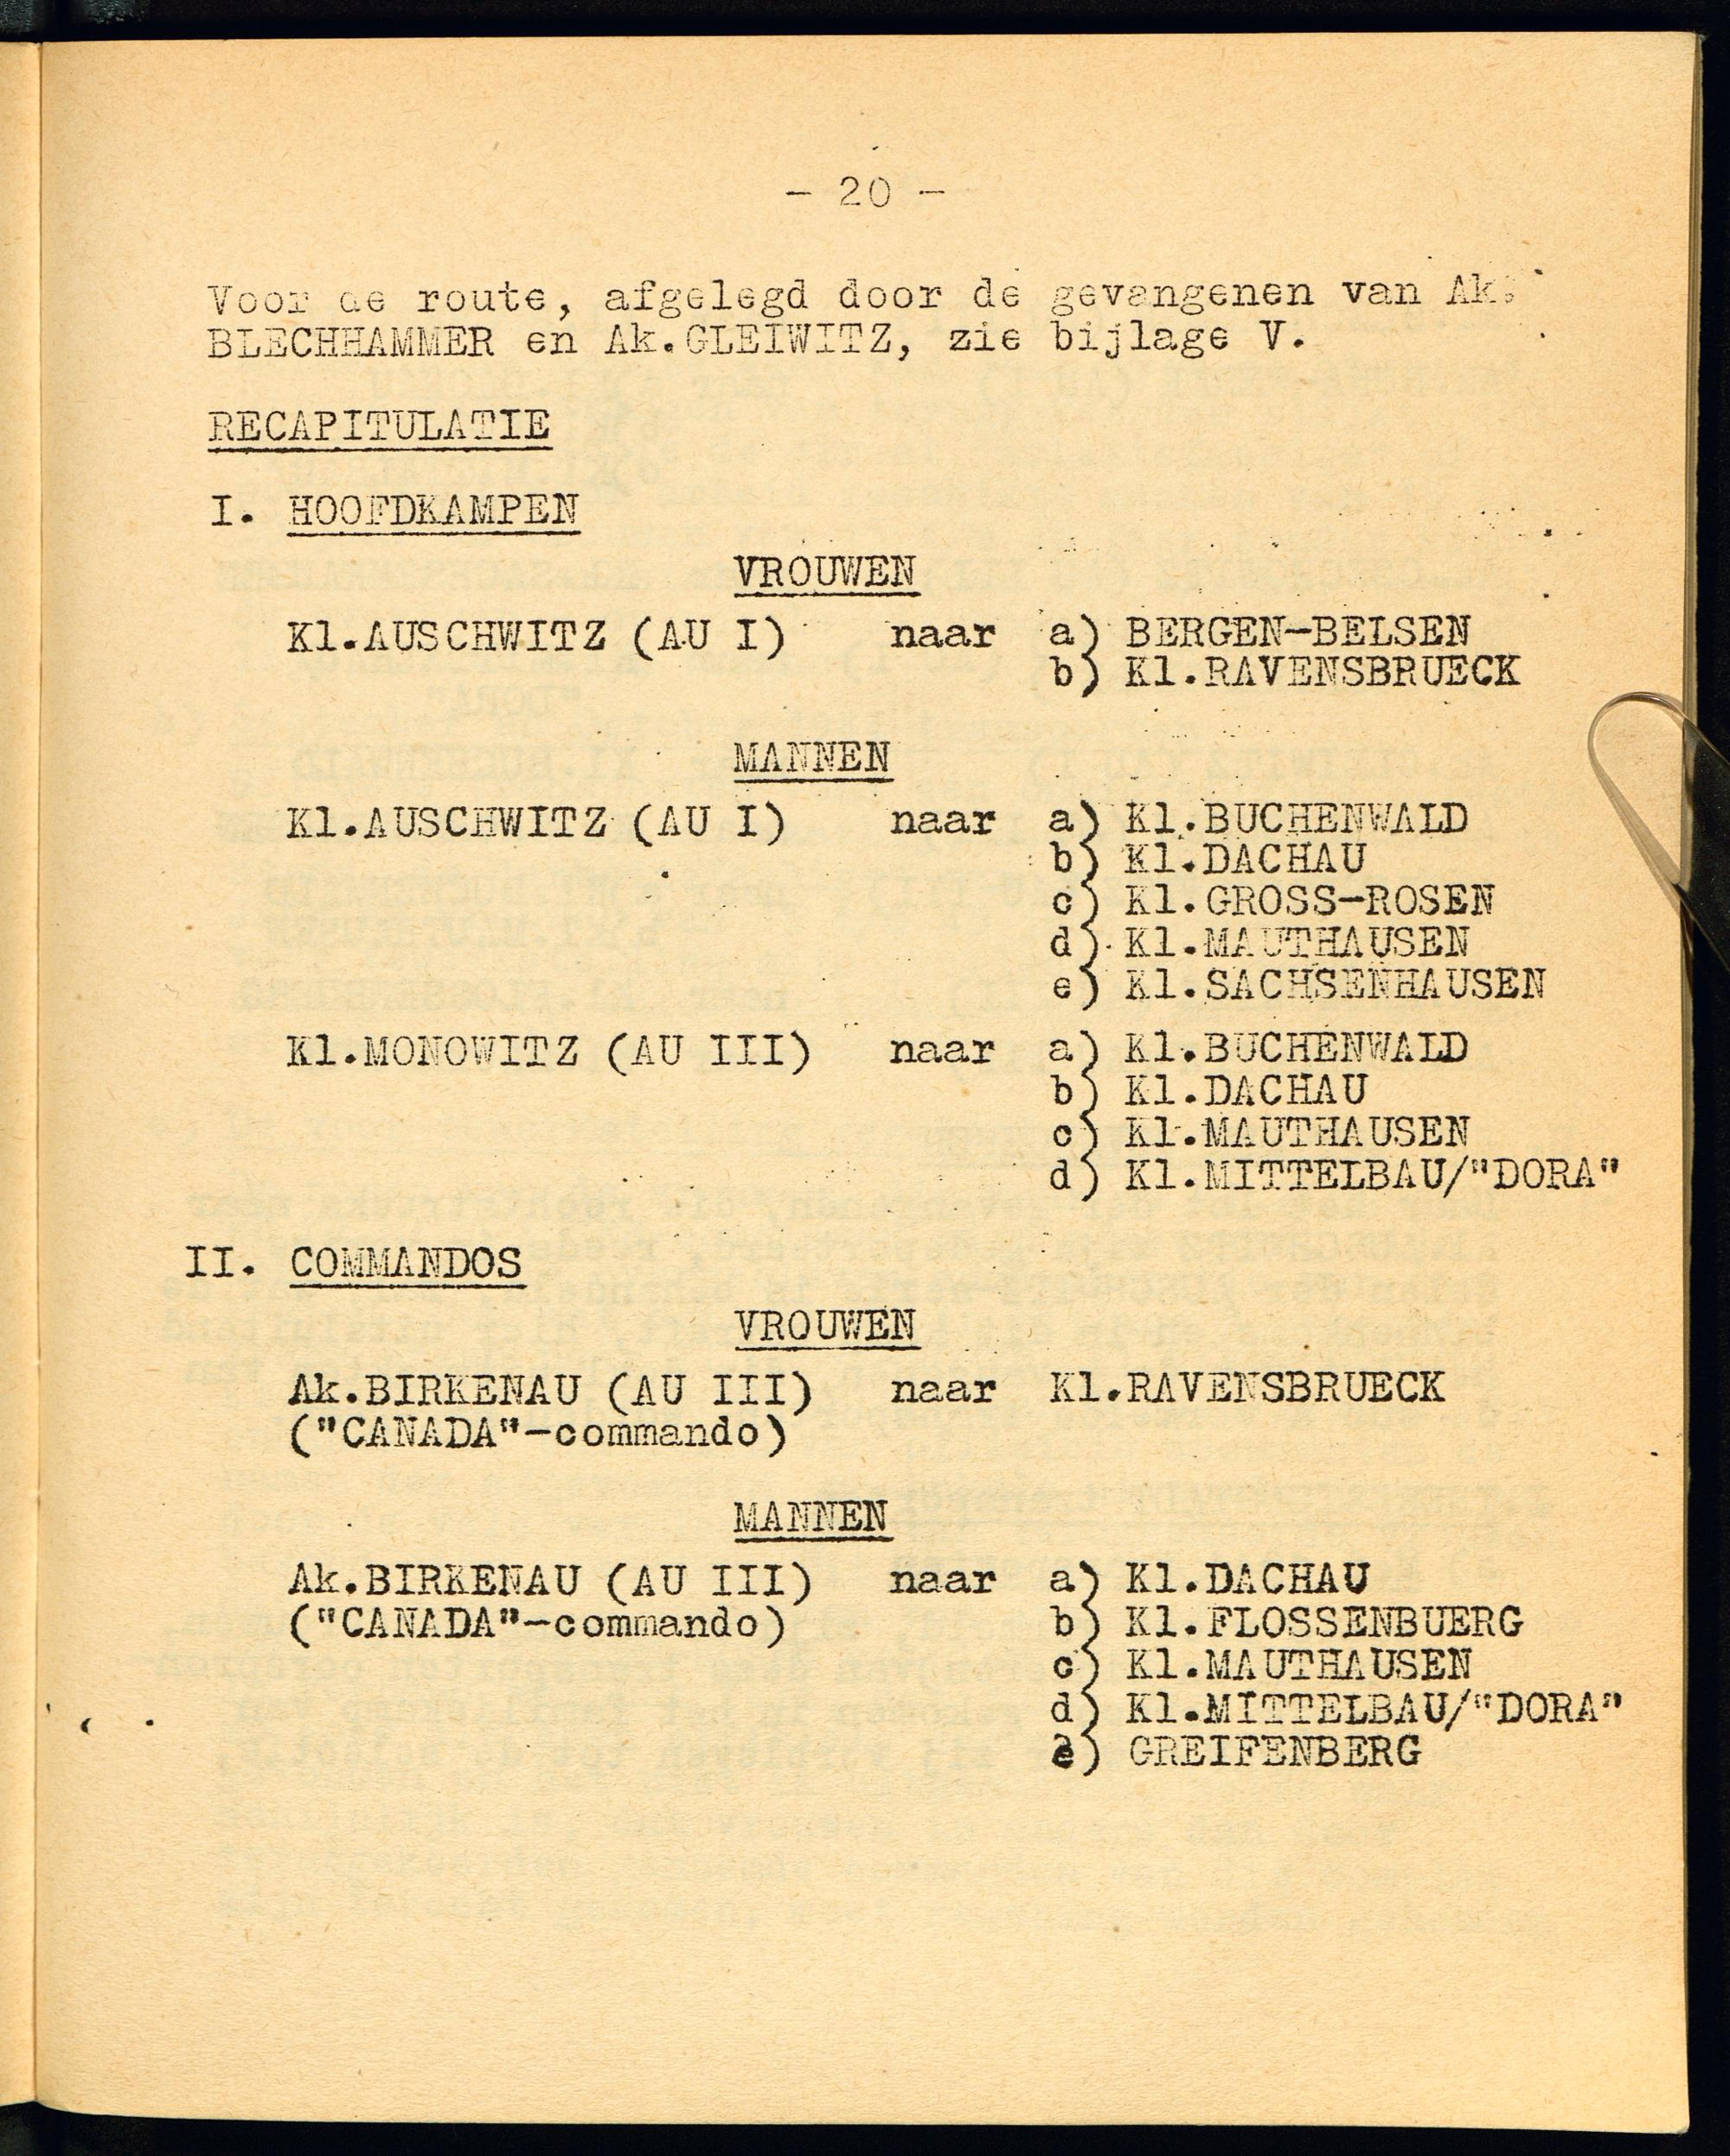 - 20 -
Voor de route, afgelegd door de gevangenen van Ak.
BLECHHAMMER en Ak.GLEIWITZ, zie bijlage V.
RECAPITULATIE
I. HOOFDKAMPEN
VROUWEN
Kl.AUSCHWITZ (AU I) naar a) BERGEN-BELSEN
b) Kl.RAVENSBRUECK
MANNEN
Kl.AUSCHWITZ (AU I) naar a) Kl.BUCHENWALD
b) Kl.DACHAU
c) Kl.GROSS-ROSEN
d) Kl.MAUTHAUSEN
e) Kl.SACHSENHAUSEN
Kl.MONOWITZ (AU III) naar a) Kl.BUCHENWALD
b) Kl.DACHAU
c) Kl.MAUTHAUSEN
d) Kl.MITTELBAU/"DORA"
II. COMMANDOS
VROUWEN
Ak.BIRKENAU (AU III) naar Kl.RAVENSBRUECK
("CANADA"-commando)
MANNEN
Ak.BIRKENAU (AU III) naar a) Kl.DACHAU
("CANADA"-commando) b) Kl.FLOSSENBUERG
c) Kl.MAUTHAUSEN
d) Kl.MITTELBAU/"DORA"
e) GREIFENBERG